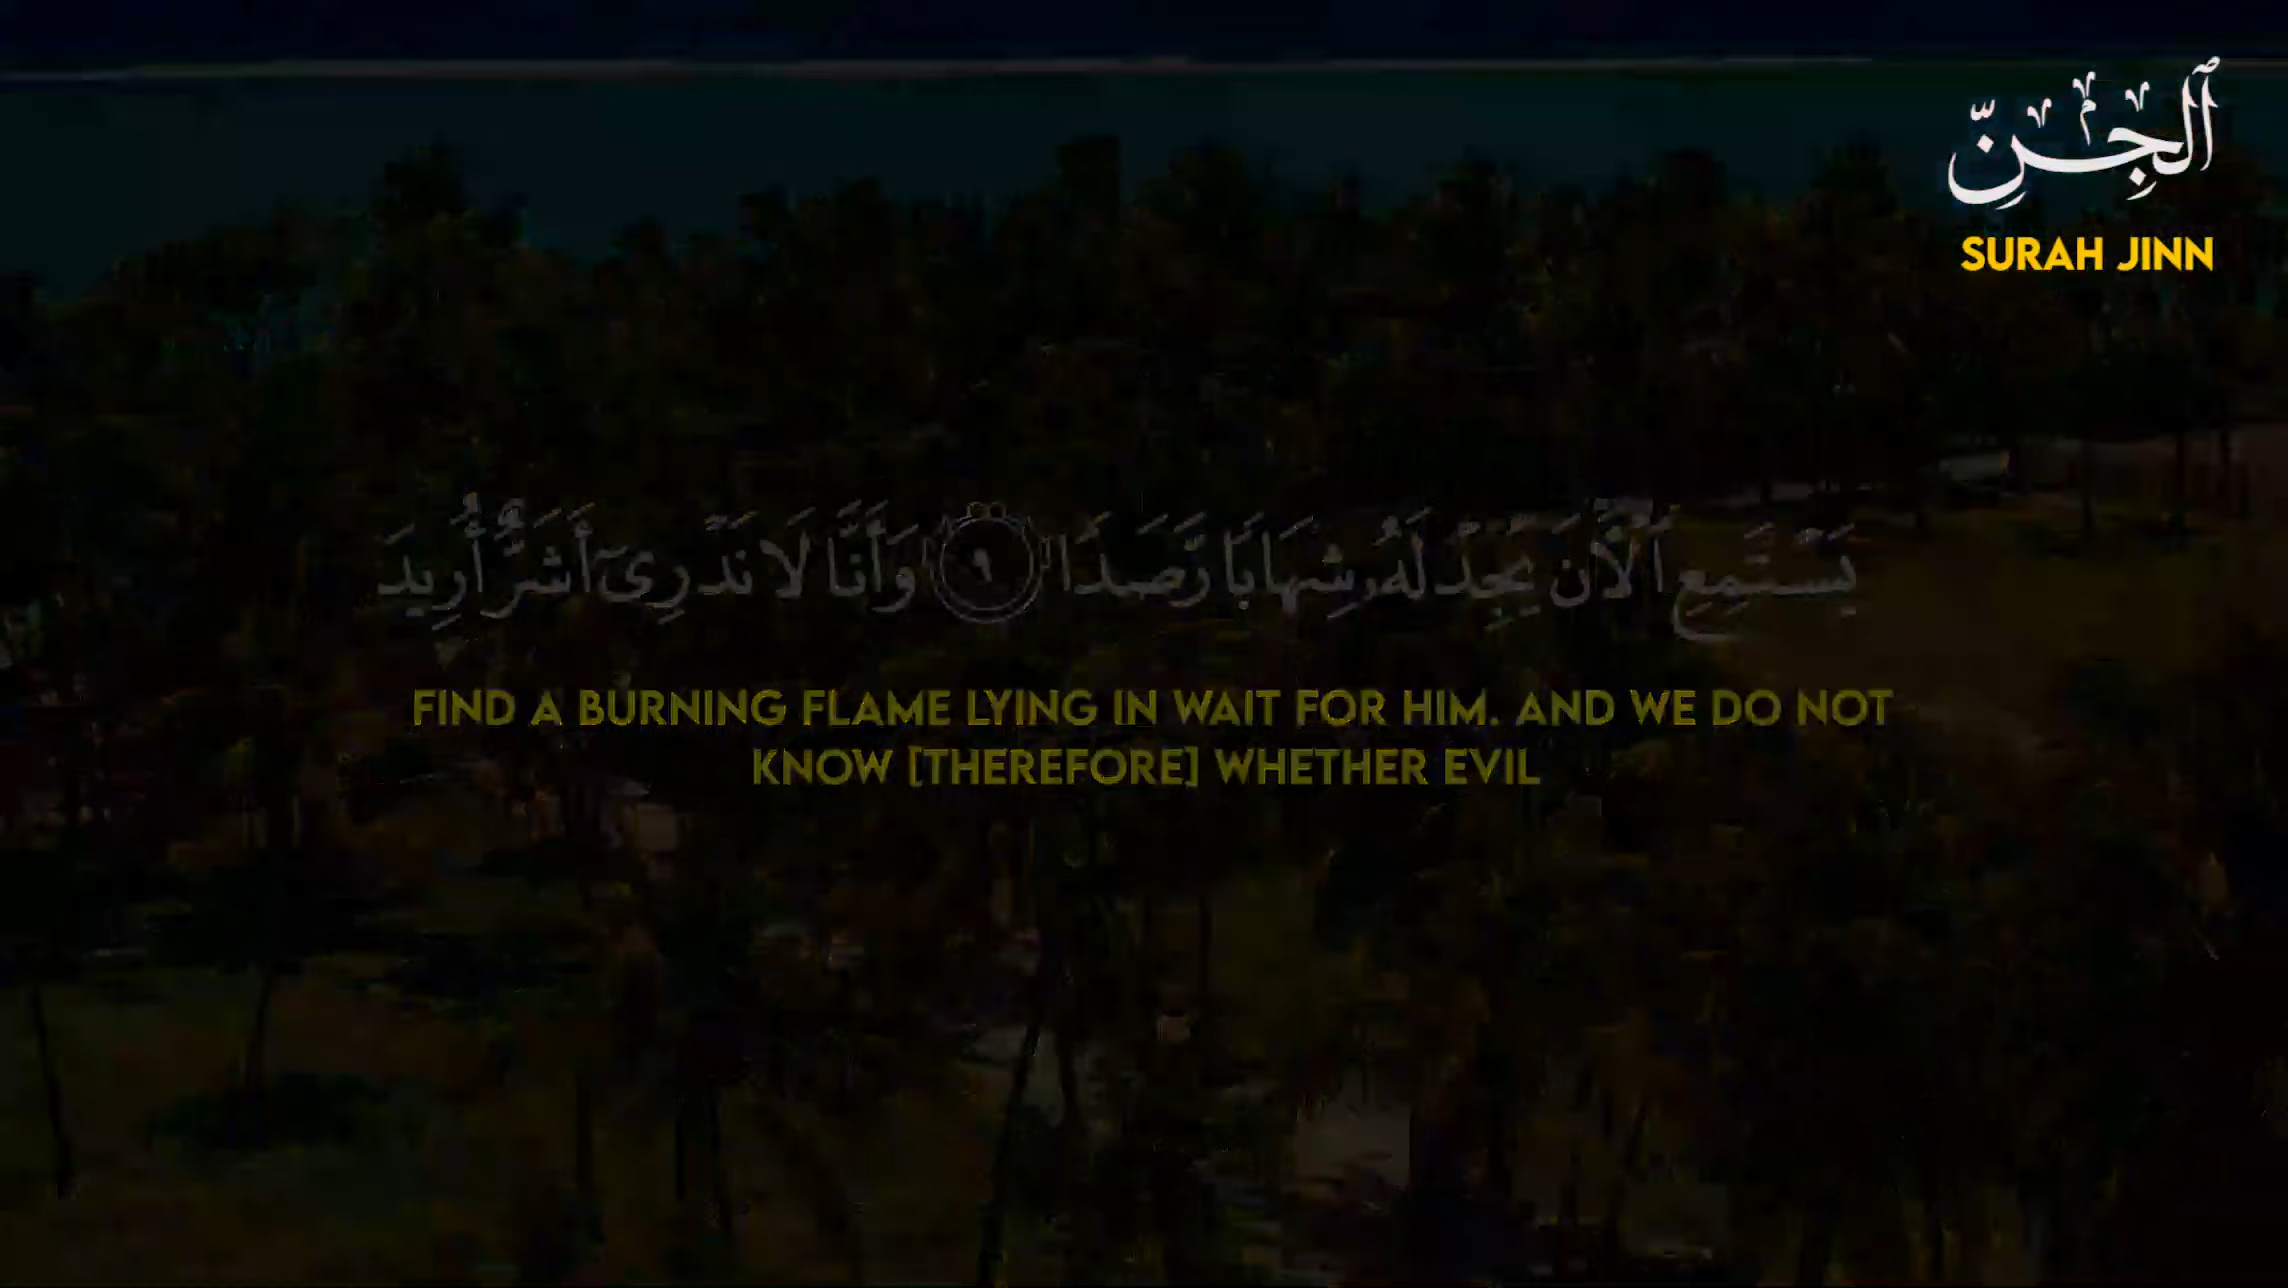 ٱلْجِنّ
SURAH JINN
يَسْتَمِعِ ٱلْآنَ يَجِدْ لَهُۥ شِهَابًا رَّصَدًا ٩ وَأَنَّا لَا نَدْرِىٓ أَشَرٌّ أُرِيدَ
FIND A BURNING FLAME LYING IN WAIT FOR HIM. AND WE DO NOT
KNOW [THEREFORE] WHETHER EVIL